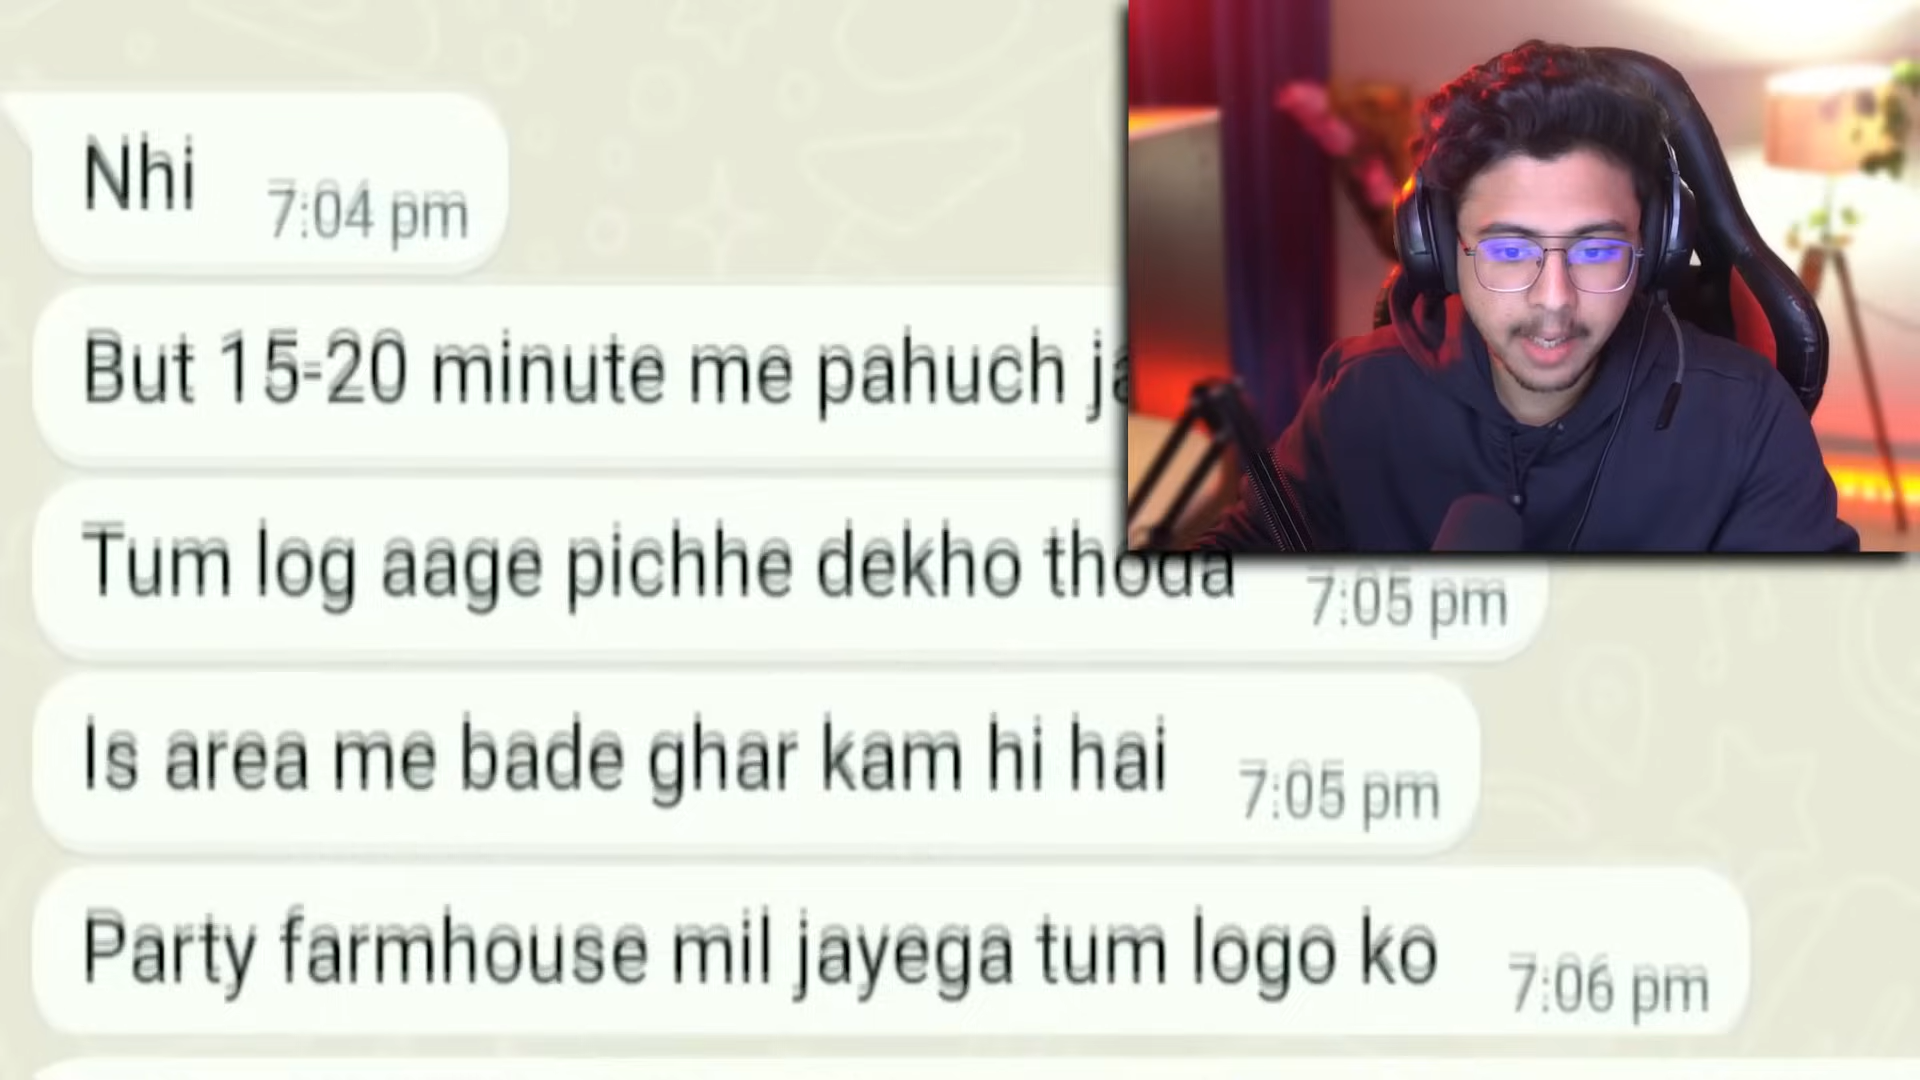 Nhi
7:04 pm
But 15-20 minute me pahuch
Tum log aage pichhe dekho thoda
7:05 pm
Is area me bade ghar kam hi hai
7:05 pm
Party farmhouse mil jayega tum logo ko
7:06 pm